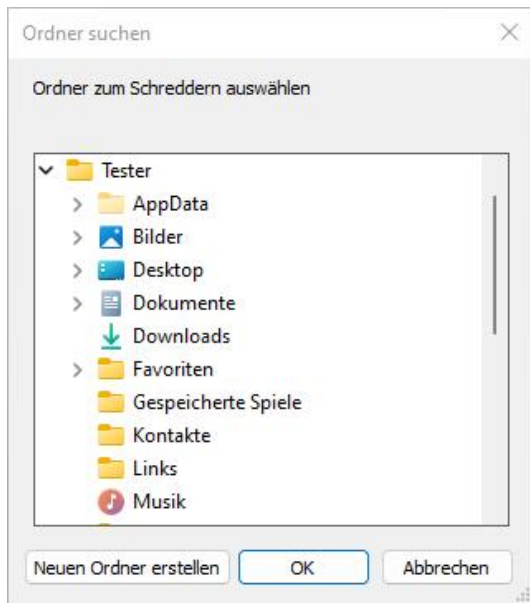 Ordner suchen
Ordner zum Schreddern auswählen
Tester
AppData
Bilder
Desktop
Dokumente
Downloads
Favoriten
Gespeicherte Spiele
Kontakte
Links
Musik
Neuen Ordner erstellen OK Abbrechen